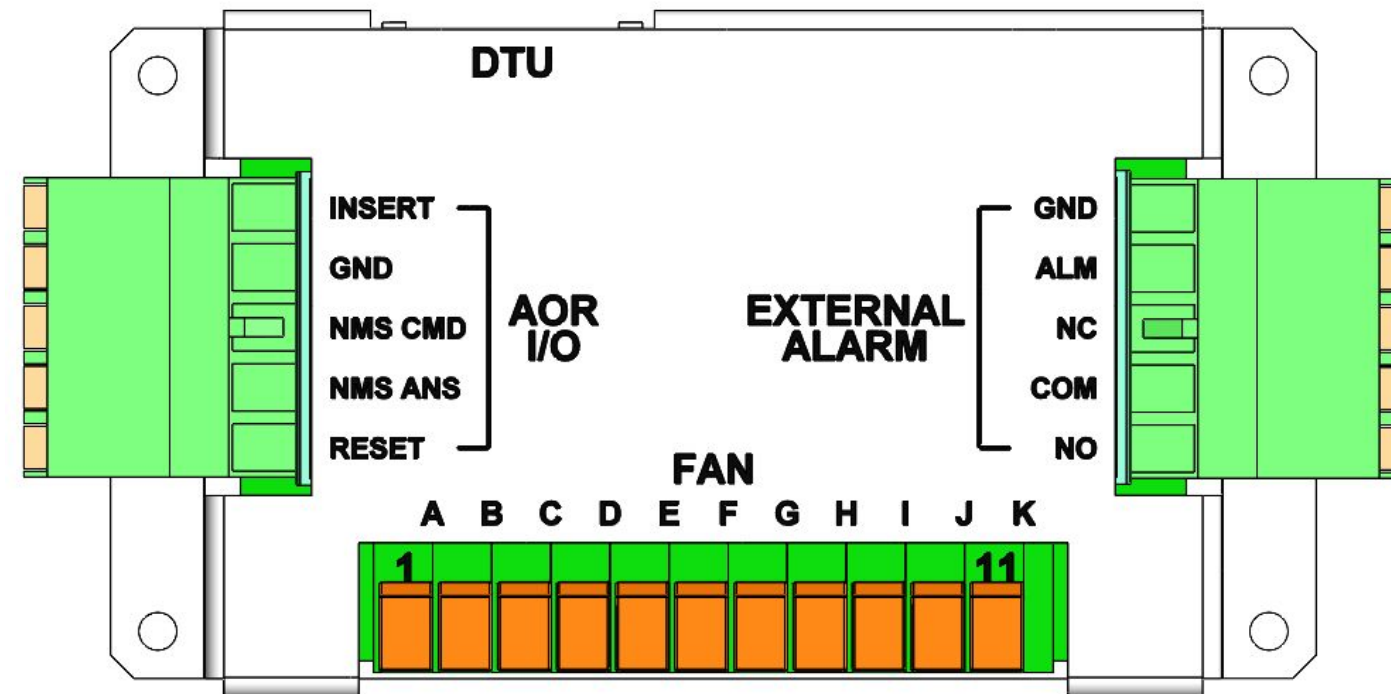 DTU
INSERT
GND
NMS CMD
NMS ANS
RESET
AOR
I/O
EXTERNAL
ALARM
GND
ALM
NC
COM
NO
FAN
A B C D E F G H I J K
1 11